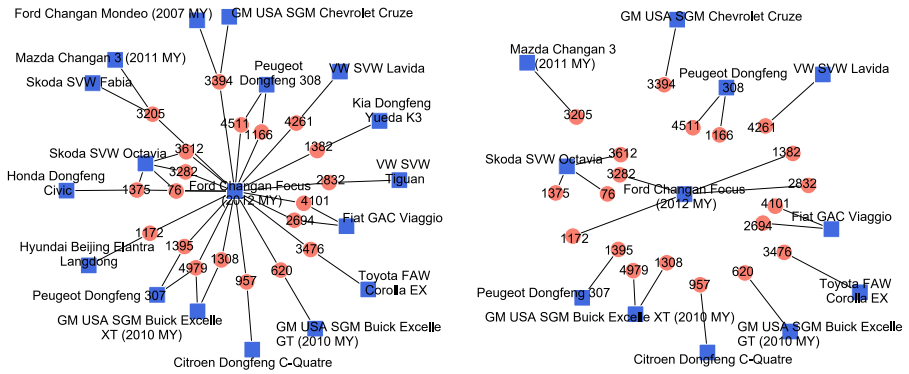 Ford Changan Mondeo (2007 MY)
GM USA SGM Chevrolet Cruze
Mazda Changan 3 (2011 MY)
3394
Peugeot
Dongfeng 308
VW SVW Lavida
Skoda SVW Fabia
3205
4511
1166
4261
Kia Dongfeng
Yueda K3
1382
3612
Skoda SVW Octavia
3282
Honda Dongfeng
Civic
1375
76
Ford Changan Focus
(2012 MY)
2832
VW SVW
Tiguan
4101
2694
Fiat GAC Viaggio
1172
1395
3476
Hyundai Beijing Elantra
Langdong
4979
1308
957
620
Toyota FAW
Corolla EX
Peugeot Dongfeng 307
GM USA SGM Buick Excelle
XT (2010 MY)
GM USA SGM Buick Excelle
GT (2010 MY)
Citroen Dongfeng C-Quatre
GM USA SGM Chevrolet Cruze
Mazda Changan 3
(2011 MY)
3394
Peugeot Dongfeng
308
VW SVW Lavida
3205
4511
1166
4261
3612
1382
Skoda SVW Octavia
3282
1375
76
Ford Changan Focus
(2012 MY)
2832
4101
2694
Fiat GAC Viaggio
1172
1395
3476
4979
1308
957
620
Toyota FAW
Corolla EX
Peugeot Dongfeng 307
GM USA SGM Buick Excelle XT (2010 MY)
GM USA SGM Buick Excelle
GT (2010 MY)
Citroen Dongfeng C-Quatre